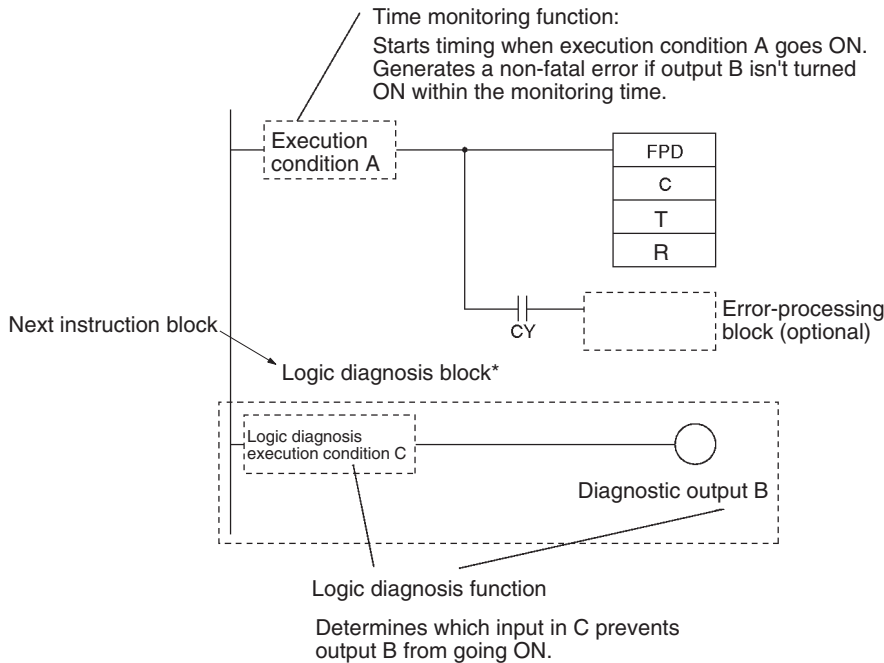 Time monitoring function:
Starts timing when execution condition A goes ON.
Generates a non-fatal error if output B isn't turned
ON within the monitoring time.
Execution
condition A
FPD
C
T
R
CY
Error-processing
block (optional)
Next instruction block
Logic diagnosis block*
Logic diagnosis
execution condition C
Diagnostic output B
Logic diagnosis function
Determines which input in C prevents
output B from going ON.